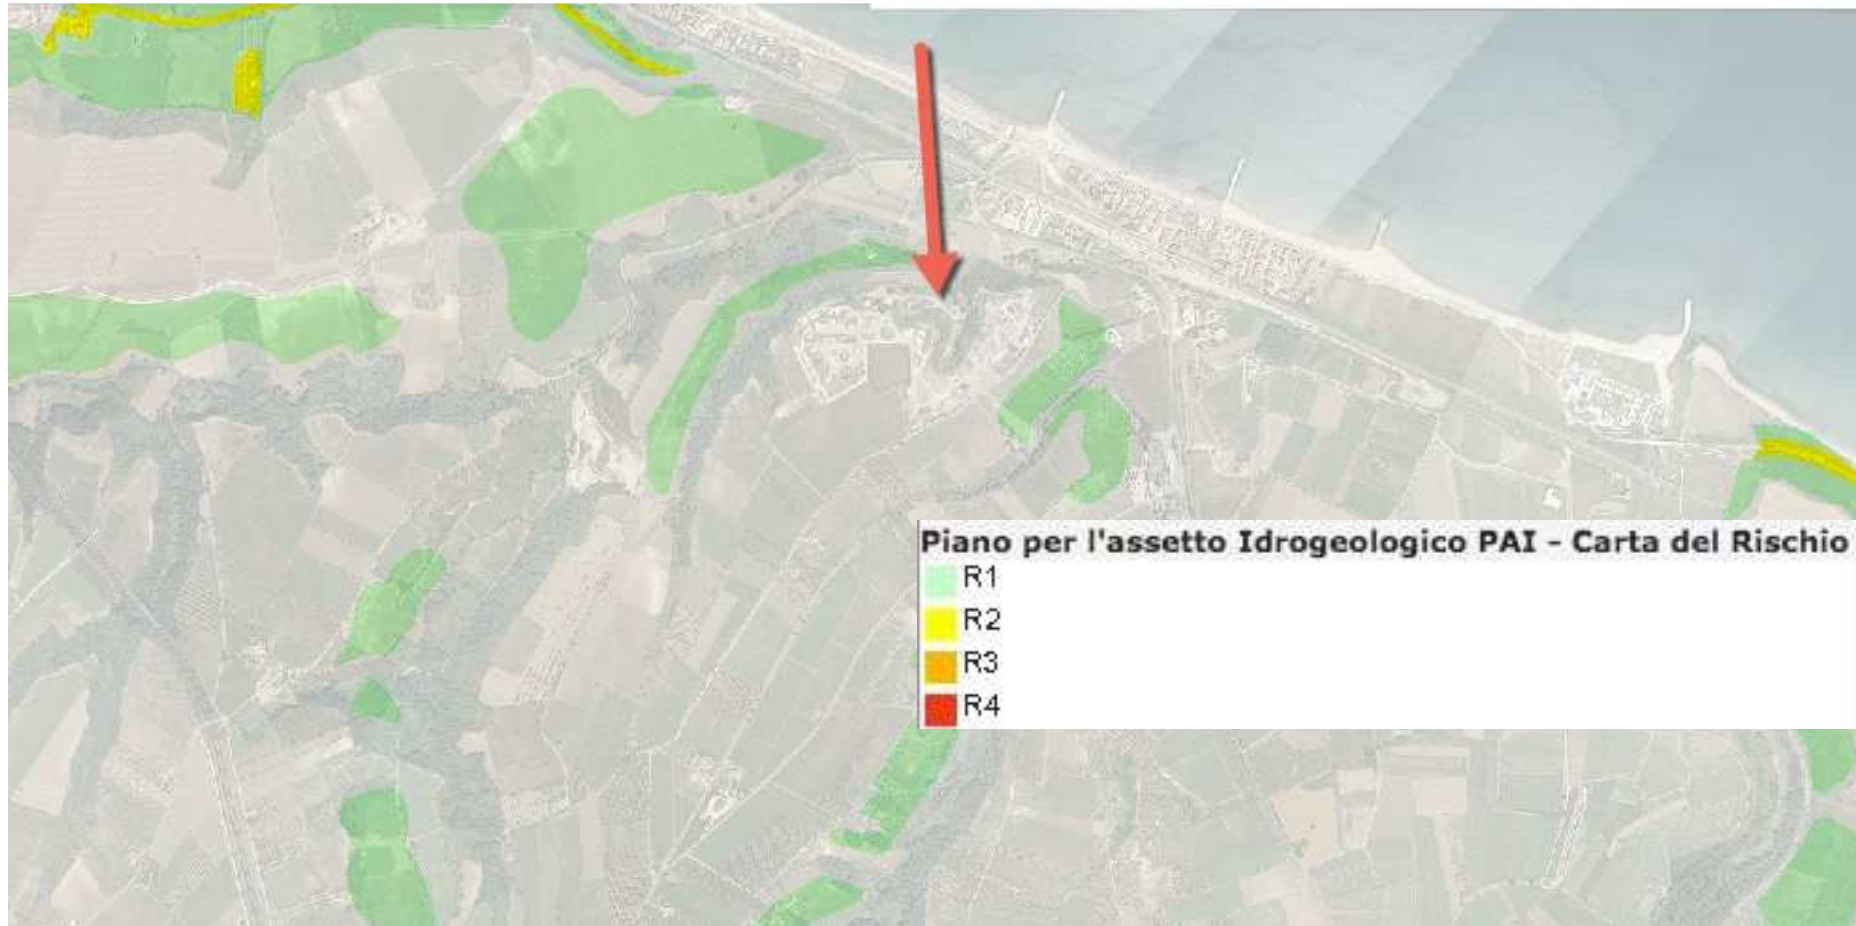 Piano per l'assetto Idrogeologico PAI - Carta del Rischio
R1
R2
R3
R4